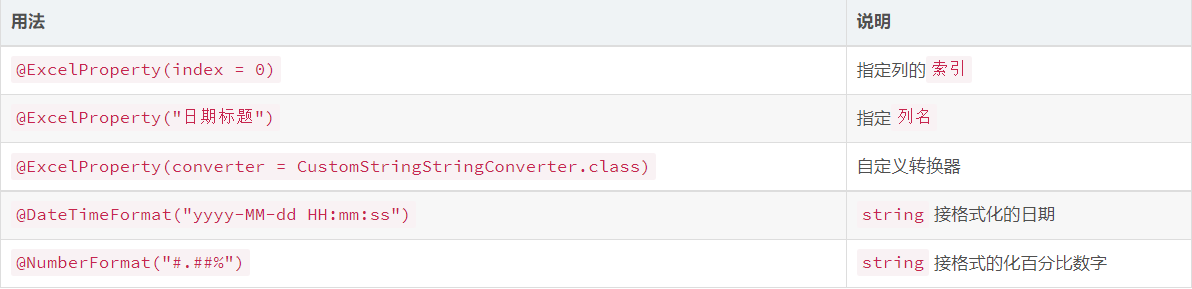 用法 说明
@ExcelProperty(index = 0) 指定列的 索引
@ExcelProperty("日期标题") 指定 列名
@ExcelProperty(converter = CustomStringStringConverter.class) 自定义转换器
@DateTimeFormat("yyyy-MM-dd HH:mm:ss") string 接格式化的日期
@NumberFormat("#.##%") string 接格式的化百分比数字